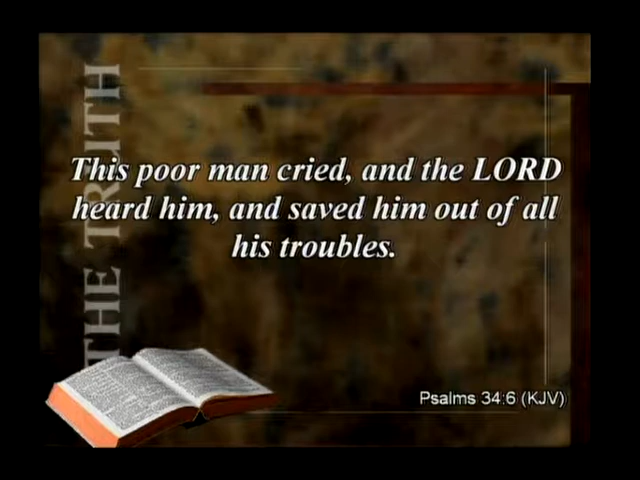 THE TRUTH
This poor man cried, and the LORD
heard him, and saved him out of all
his troubles.
Psalms 34:6 (KJV)